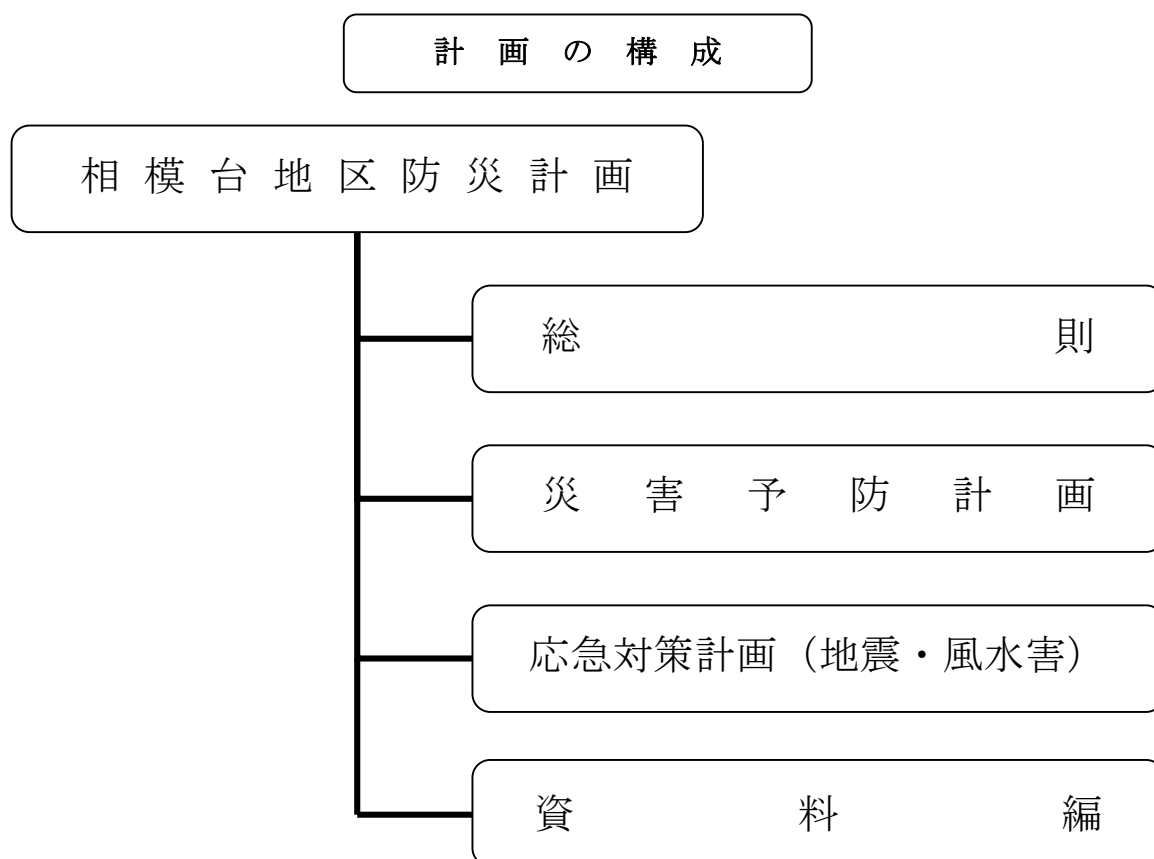 計画の構成
相模台地区防災計画
総則
災害予防計画
応急対策計画（地震・風水害）
資料編